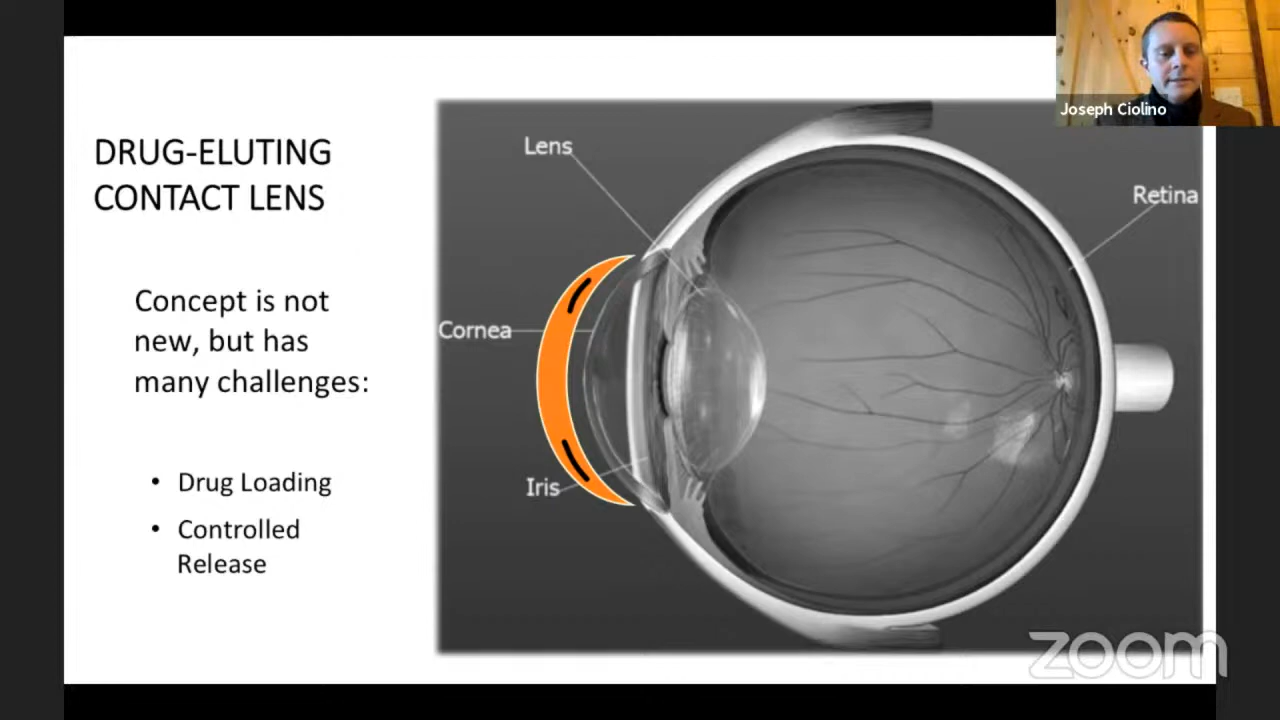 DRUG-ELUTING
CONTACT LENS
Concept is not
new, but has
many challenges:
• Drug Loading
• Controlled
Release
Lens
Retina
Cornea
Iris
Joseph Ciolino
zoom